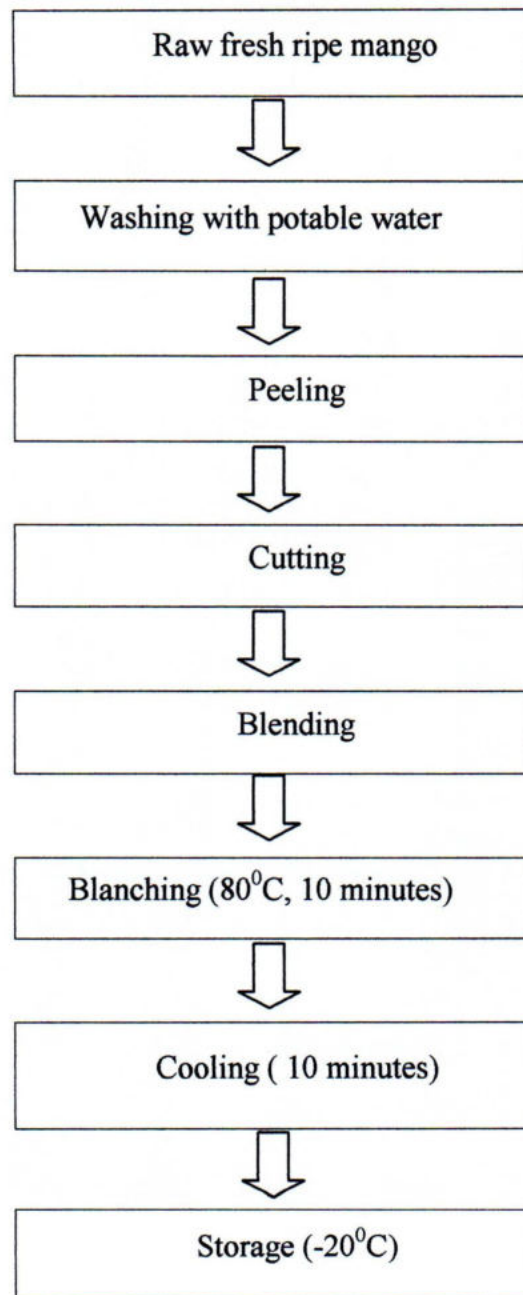 Raw fresh ripe mango
Washing with potable water
Peeling
Cutting
Blending
Blanching (80⁰C, 10 minutes)
Cooling ( 10 minutes)
Storage (-20⁰C)